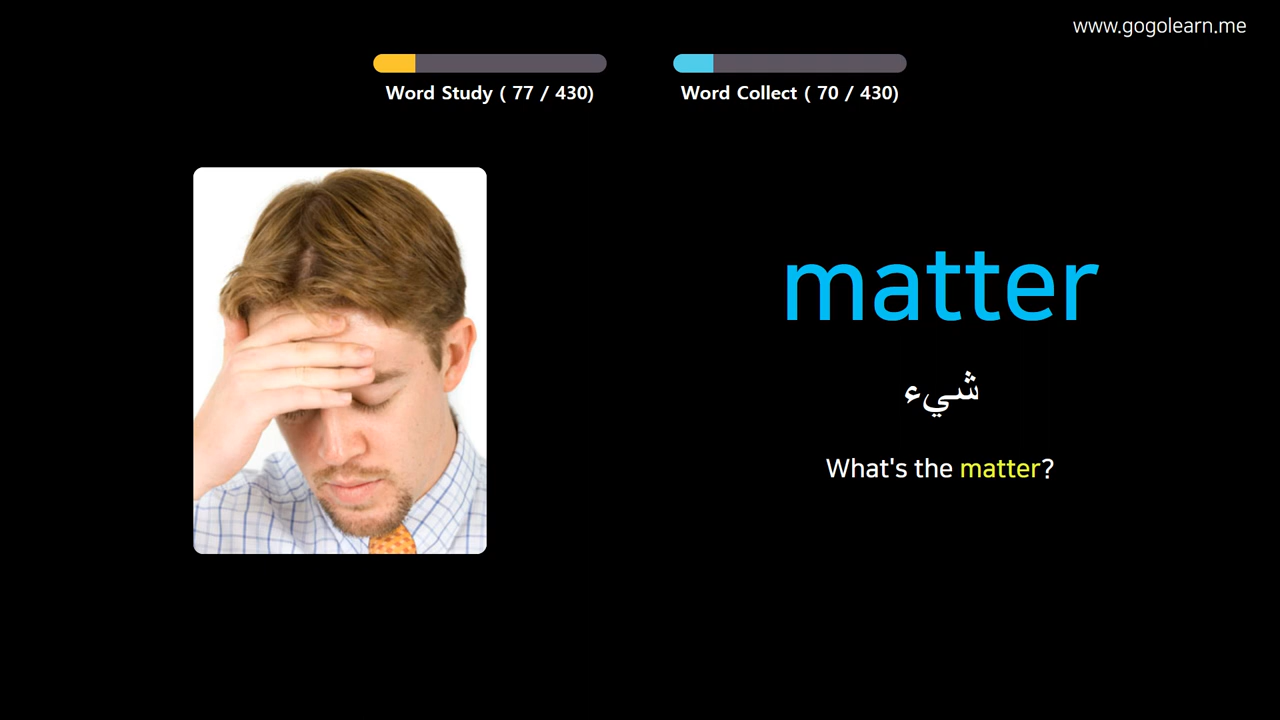 www.gogolearn.me
Word Study ( 77 / 430)
Word Collect ( 70 / 430)
matter
شيء
What's the matter?